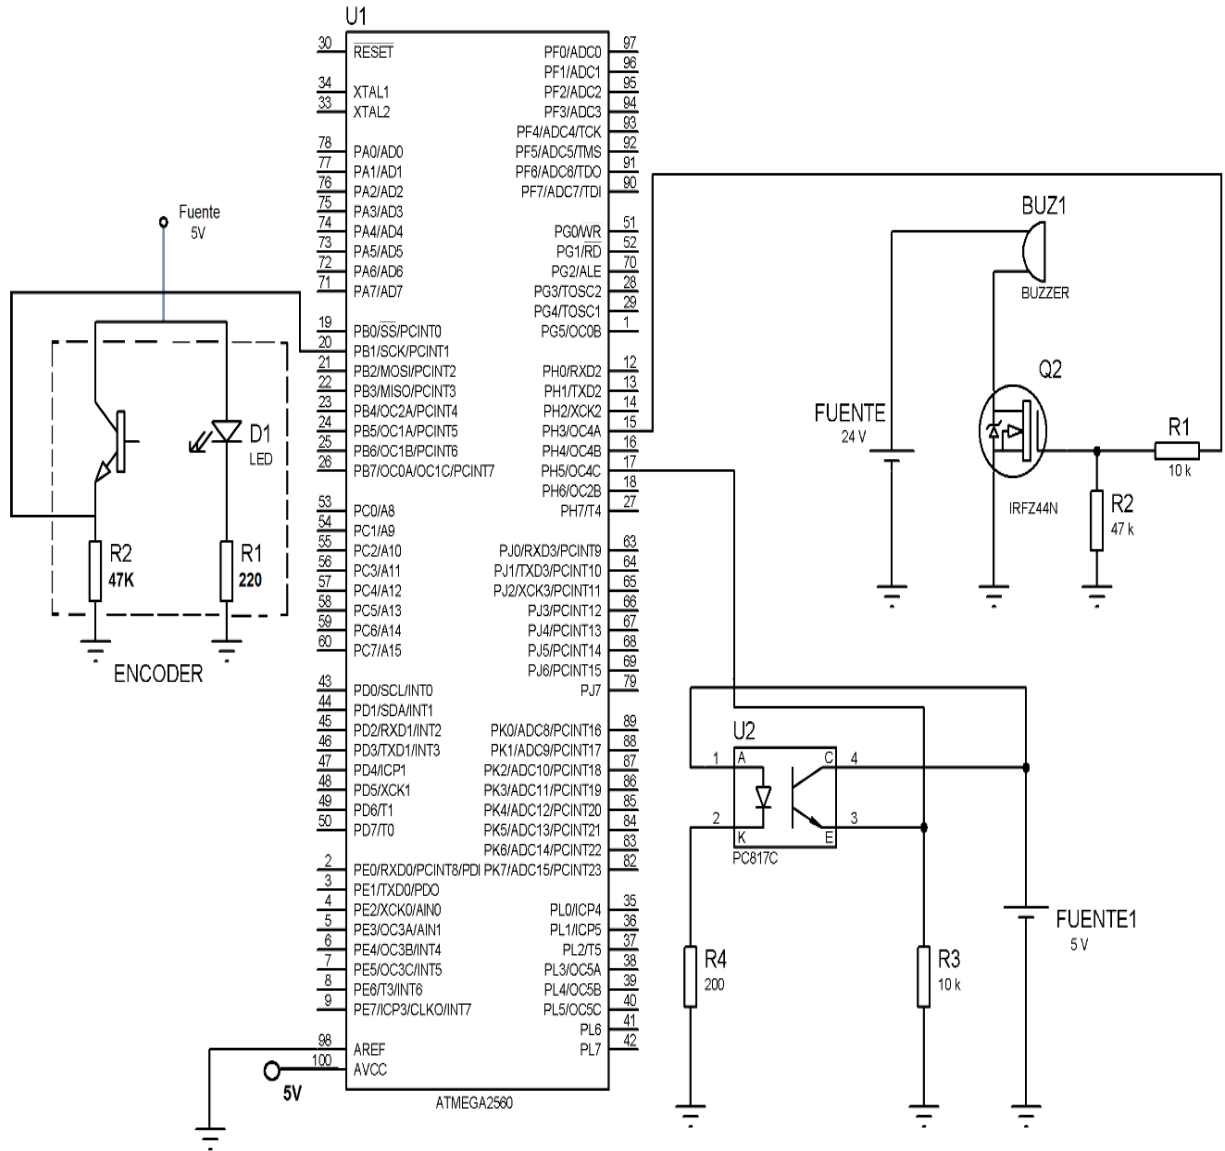 U1
30 RESET
34 XTAL1
33 XTAL2
78 PA0/AD0
77 PA1/AD1
76 PA2/AD2
75 PA3/AD3
74 PA4/AD4
73 PA5/AD5
72 PA6/AD6
71 PA7/AD7
19 PB0/SS/PCINT0
20 PB1/SCK/PCINT1
21 PB2/MOSI/PCINT2
22 PB3/MISO/PCINT3
23 PB4/OC2A/PCINT4
24 PB5/OC1A/PCINT5
25 PB6/OC1B/PCINT6
26 PB7/OC0A/OC1C/PCINT7
53 PC0/A8
54 PC1/A9
55 PC2/A10
56 PC3/A11
57 PC4/A12
58 PC5/A13
59 PC6/A14
60 PC7/A15
43 PD0/SCL/INT0
44 PD1/SDA/INT1
45 PD2/RXD1/INT2
46 PD3/TXD1/INT3
47 PD4/ICP1
48 PD5/XCK1
49 PD6/T1
50 PD7/T0
2 PE0/RXD0/PCINT8/PDI
3 PE1/TXD0/PDO
4 PE2/XCK0/AIN0
5 PE3/OC3A/AIN1
6 PE4/OC3B/INT4
7 PE5/OC3C/INT5
8 PE6/T3/INT6
9 PE7/ICP3/CLKO/INT7
98 AREF
100 AVCC
5V
PF0/ADC0 97
PF1/ADC1 96
PF2/ADC2 95
PF3/ADC3 94
PF4/ADC4/TCK 93
PF5/ADC5/TMS 92
PF6/ADC6/TDO 91
PF7/ADC7/TDI 90
PG0/WR 51
PG1/RD 52
PG2/ALE 70
PG3/TOSC2 28
PG4/TOSC1 29
PG5/OC0B 1
PH0/RXD2 12
PH1/TXD2 13
PH2/XCK2 14
PH3/OC4A 15
PH4/OC4B 16
PH5/OC4C 17
PH6/OC2B 18
PH7/T4 27
PJ0/RXD3/PCINT9 63
PJ1/TXD3/PCINT10 64
PJ2/XCK3/PCINT11 65
PJ3/PCINT12 66
PJ4/PCINT13 67
PJ5/PCINT14 68
PJ6/PCINT15 69
PJ7 79
PK0/ADC8/PCINT16 89
PK1/ADC9/PCINT17 88
PK2/ADC10/PCINT18 87
PK3/ADC11/PCINT19 86
PK4/ADC12/PCINT20 85
PK5/ADC13/PCINT21 84
PK6/ADC14/PCINT22 83
PK7/ADC15/PCINT23 82
PL0/ICP4 35
PL1/ICP5 36
PL2/T5 37
PL3/OC5A 38
PL4/OC5B 39
PL5/OC5C 40
PL6 41
PL7 42
ATMEGA2560
Fuente
5V
D1
LED
R2
47K
R1
220
ENCODER
BUZ1
BUZZER
Q2
IRFZ44N
FUENTE
24 V
R1
10 k
R2
47 k
U2
1 A C 4
2 K E 3
PC817C
R4
200
R3
10 k
FUENTE1
5 V